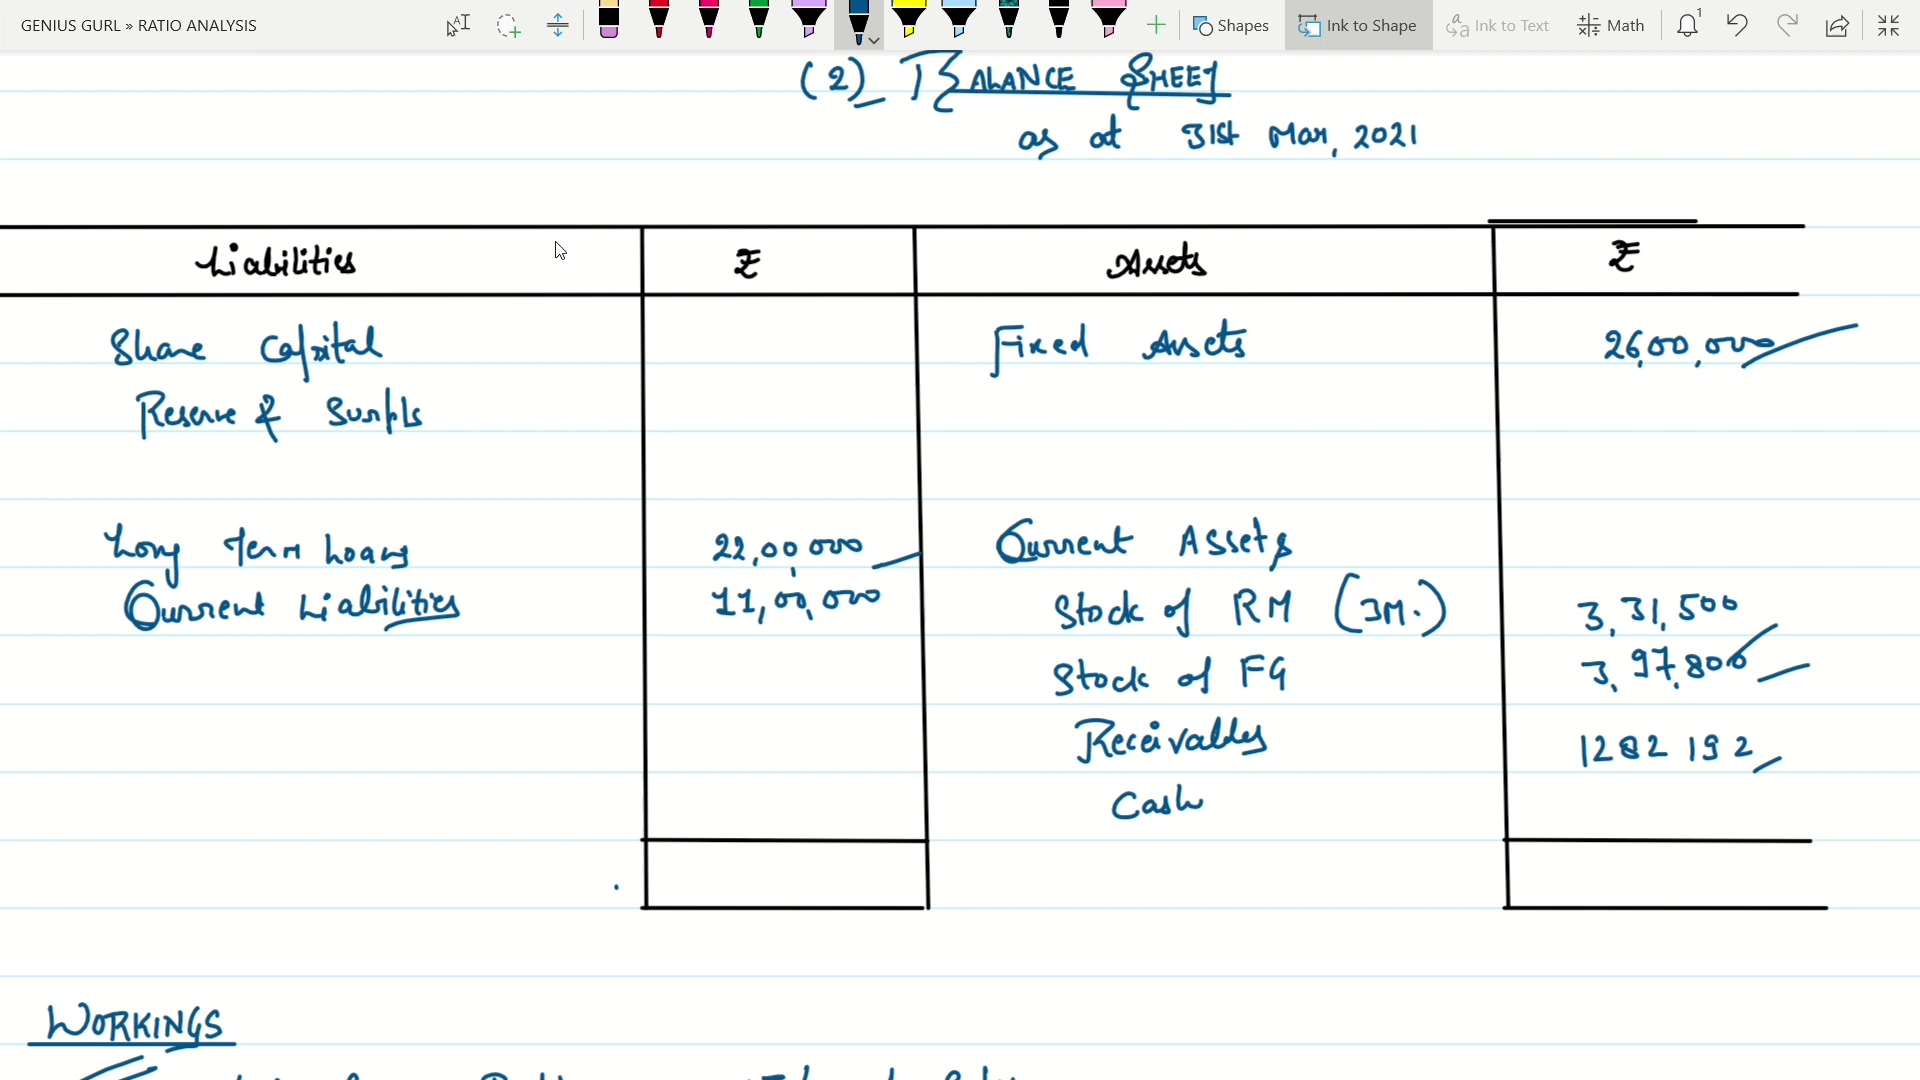 GENIUS GURL » RATIO ANALYSIS
Shapes
Ink to Shape
Ink to Text
Math
1
(2) BALANCE SHEET
as at 31st Mar, 2021
Liabilities ₹ Assets ₹
Share Capital Fixed Assets 26,00,000
Reserve & Surpls
Long Term Loans 22,00,000 Current Assets
Current Liabilities 11,00,000 Stock of RM (3M.) 3,31,500
Stock of FG 3,97,800
Receivables 1282192
Cash
WORKINGS